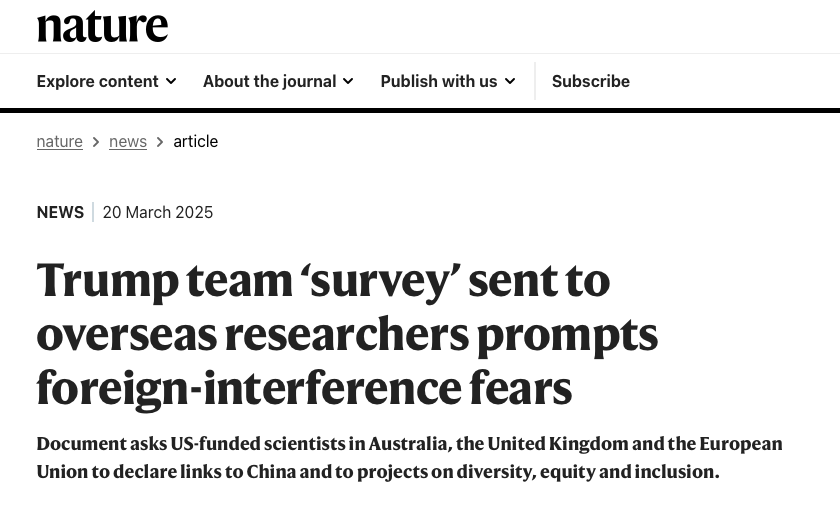 nature
Explore content About the journal Publish with us Subscribe
nature > news > article
NEWS | 20 March 2025
Trump team ‘survey’ sent to
overseas researchers prompts
foreign-interference fears
Document asks US-funded scientists in Australia, the United Kingdom and the European
Union to declare links to China and to projects on diversity, equity and inclusion.